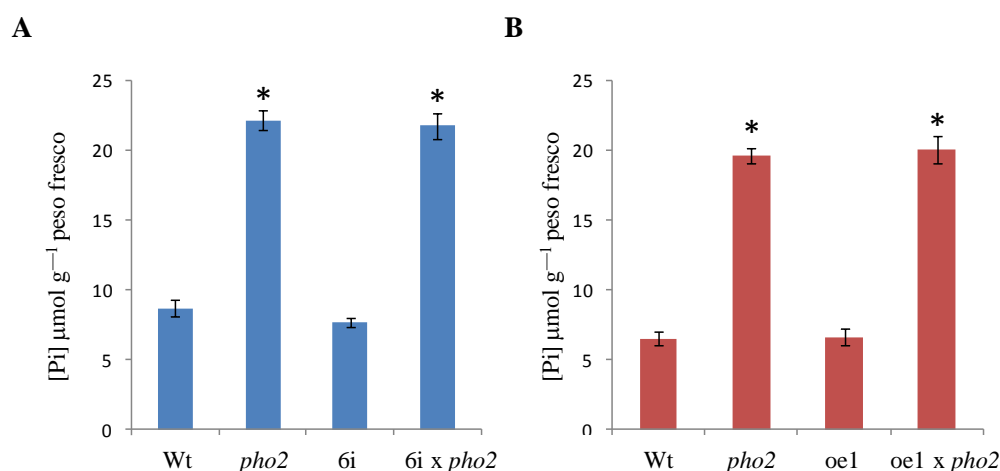 A
B
[Pi] µmol g—1 peso fresco
25
20
15
10
5
0
*
*
Wt
pho2
6i
6i x pho2
[Pi] µmol g—1 peso fresco
25
20
15
10
5
0
*
*
Wt
pho2
oe1
oe1 x pho2